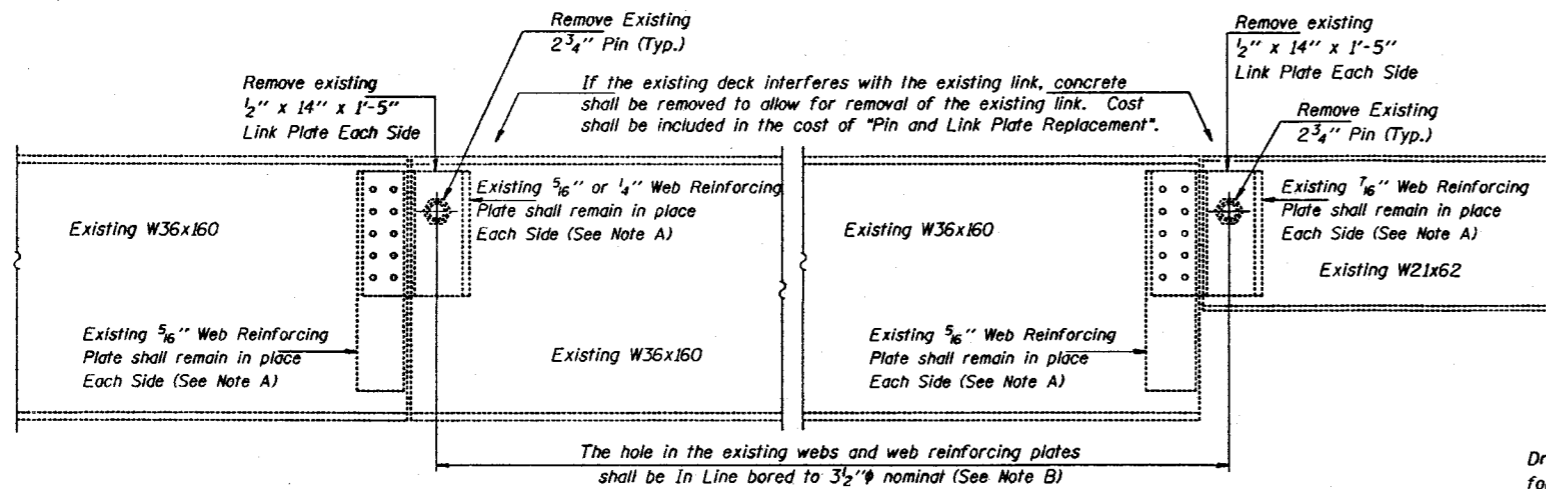 Remove Existing
2 3/4" Pin (Typ.)
Remove existing
1/2" x 14" x 1'-5"
Link Plate Each Side
If the existing deck interferes with the existing link, concrete
shall be removed to allow for removal of the existing link. Cost
shall be included in the cost of "Pin and Link Plate Replacement".
Remove existing
1/2" x 14" x 1'-5"
Link Plate Each Side
Remove Existing
2 3/4" Pin (Typ.)
Existing W36x160
Existing 5/16" or 1/4" Web Reinforcing
Plate shall remain in place
Each Side (See Note A)
Existing W36x160
Existing 7/16" Web Reinforcing
Plate shall remain in place
Each Side (See Note A)
Existing W21x62
Existing 5/16" Web Reinforcing
Plate shall remain in place
Each Side (See Note A)
Existing W36x160
Existing 5/16" Web Reinforcing
Plate shall remain in place
Each Side (See Note A)
The hole in the existing webs and web reinforcing plates
shall be In Line bored to 3 1/2"φ nominal (See Note B)